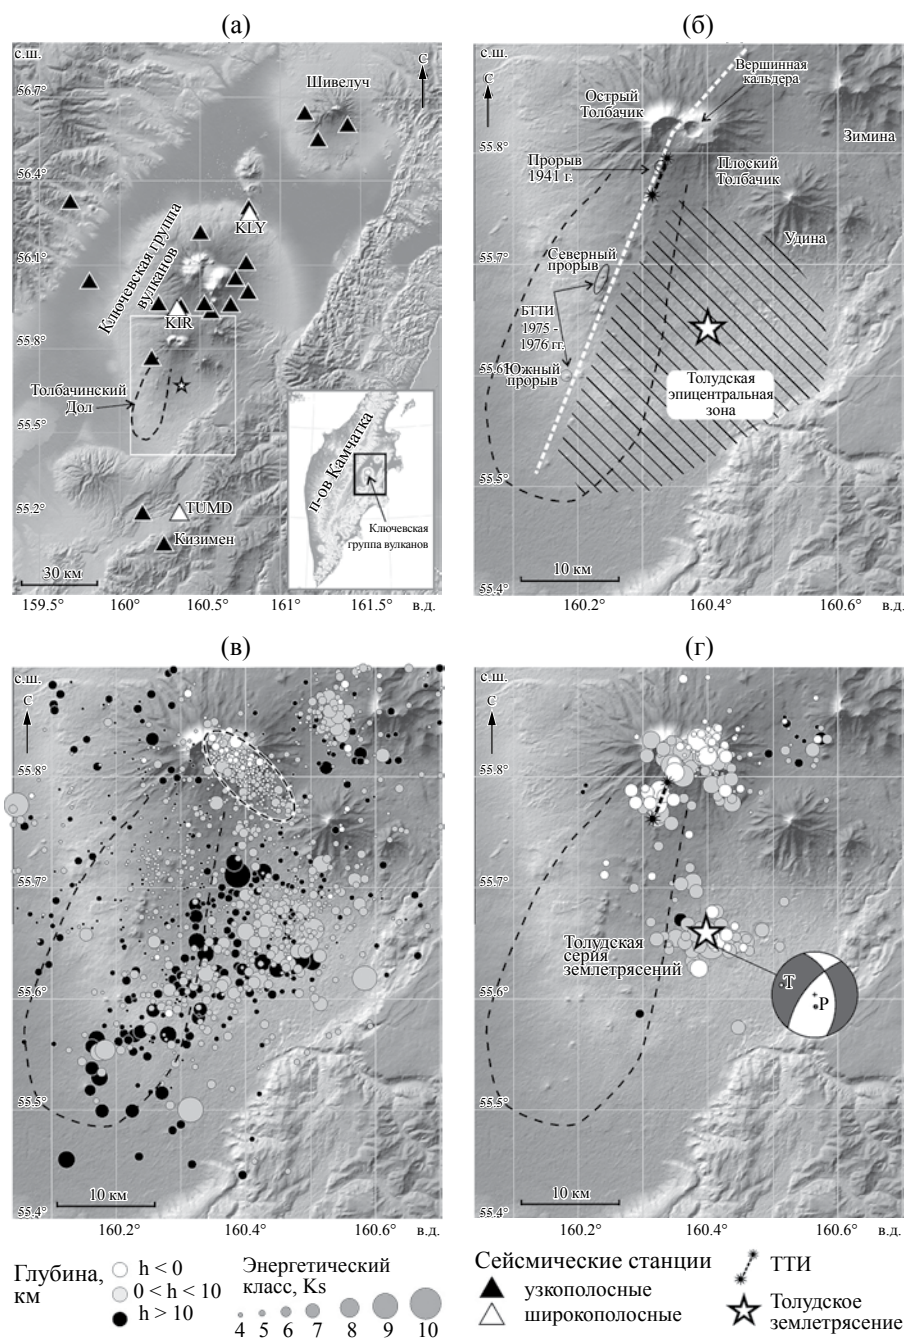 (а)
с.ш.
С
Шивелуч
56.7°
56.4°
KLY
Ключевская группа
вулканов
56.1°
KIR
55.8°
Толбачинский
Дол
55.5°
п-ов Камчатка
Ключевская
группа вулканов
55.2°
TUMD
Кизимен
30 км
159.5° 160° 160.5° 161° 161.5° в.д.
(б)
с.ш.
С
Вершинная
кальдера
Острый
Толбачик
Зимина
55.8°
Прорыв
1941 г.
Плоский
Толбачик
Удина
Северный
прорыв
55.7°
БТТИ
1975 -
1976 гг.
55.6°
Южный
прорыв
Толудская
эпицентральная
зона
55.5°
10 км
55.4°
160.2° 160.4° 160.6° в.д.
(в)
с.ш.
С
55.8°
55.7°
55.6°
55.5°
10 км
55.4°
160.2° 160.4° 160.6° в.д.
(г)
с.ш.
С
55.8°
55.7°
Толудская
серия
землетрясений
T
P
55.6°
55.5°
10 км
55.4°
160.2° 160.4° 160.6° в.д.
Глубина,
км
h < 0
0 < h < 10
h > 10
Энергетический
класс, Ks
4 5 6 7 8 9 10
Сейсмические станции
узкополосные
широкополосные
ТТИ
Толудское
землетрясение